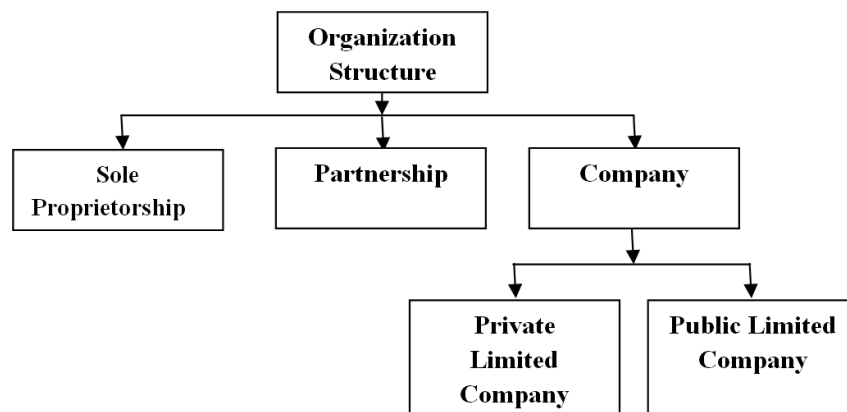 Organization
Structure
Sole
Proprietorship
Partnership
Company
Private
Limited
Company
Public Limited
Company